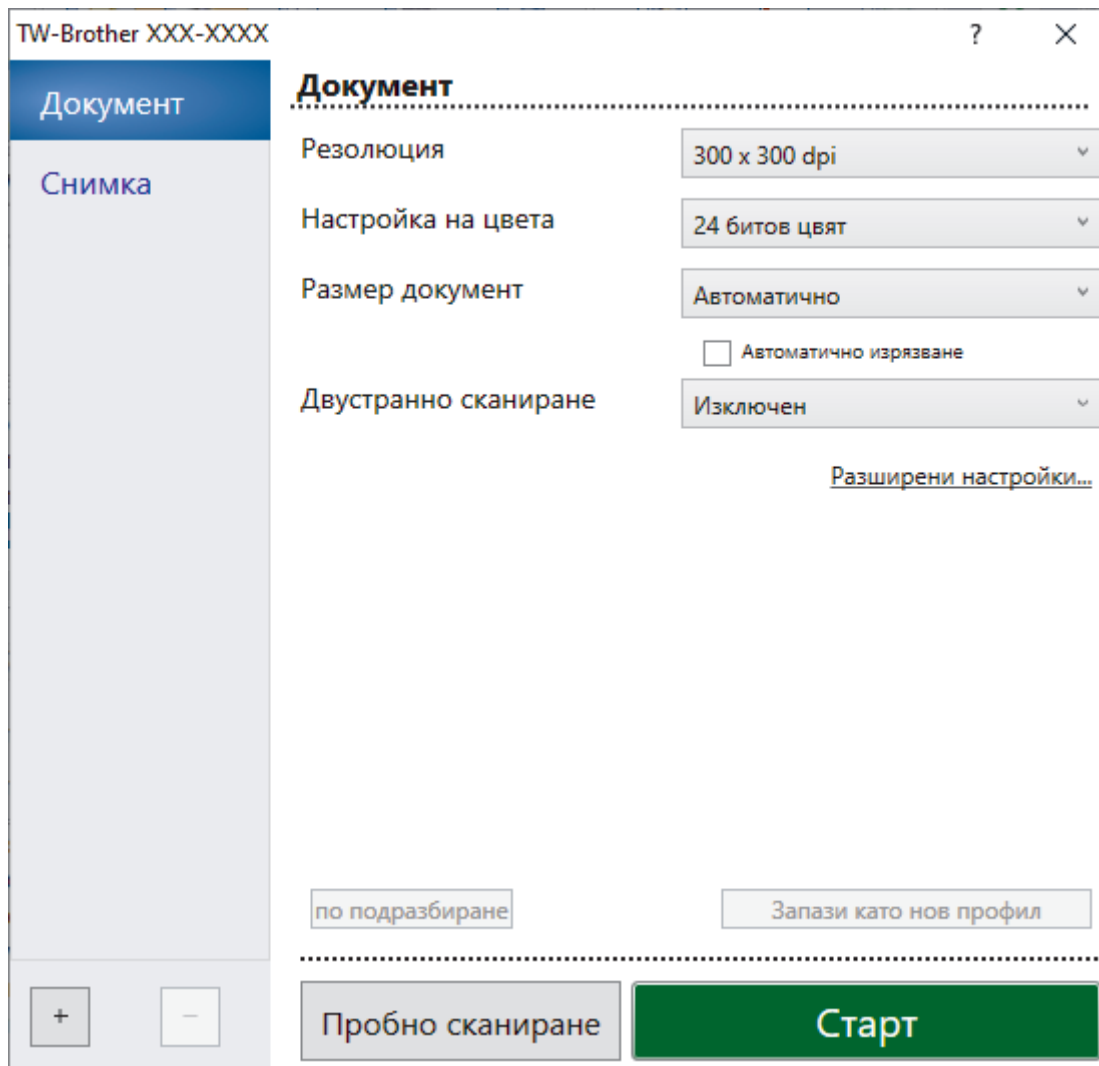 TW-Brother XXX-XXXX
?
Документ
Снимка
Документ
Резолюция
300 x 300 dpi
Настройка на цвета
24 битов цвят
Размер документ
Автоматично
Автоматично изрязване
Двустранно сканиране
Изключен
Разширени настройки...
по подразбиране
Запази като нов профил
+
−
Пробно сканиране
Старт